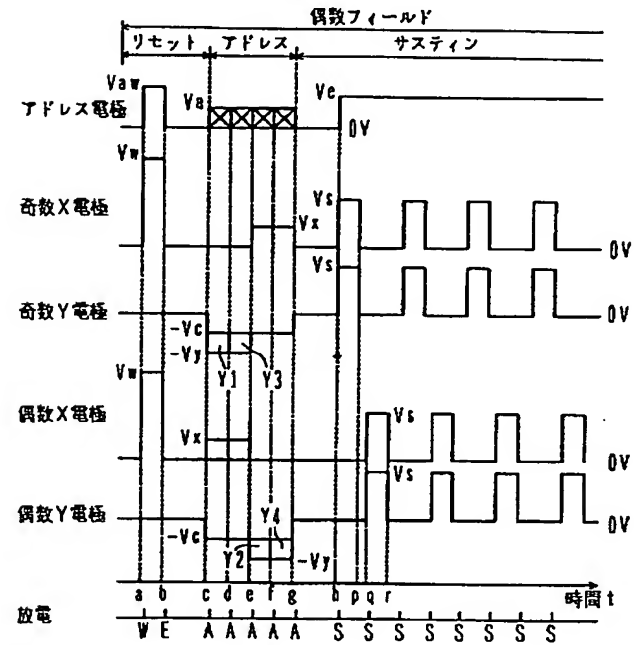 偶数フィールド
リセット アドレス サスティン
Vaw
Va
Ve
アドレス電極
0V
Vw
Vs
奇数X電極
Vx
0V
Vs
奇数Y電極
0V
-Vc
-Vy
Y1 Y3
Vw
偶数X電極
Vs
Vx
0V
Vs
偶数Y電極
Y4
0V
-Vc
Y2
-Vy
a b c d e f g h p q r 時間t
放電
W E A A A A A S S S S S S S S